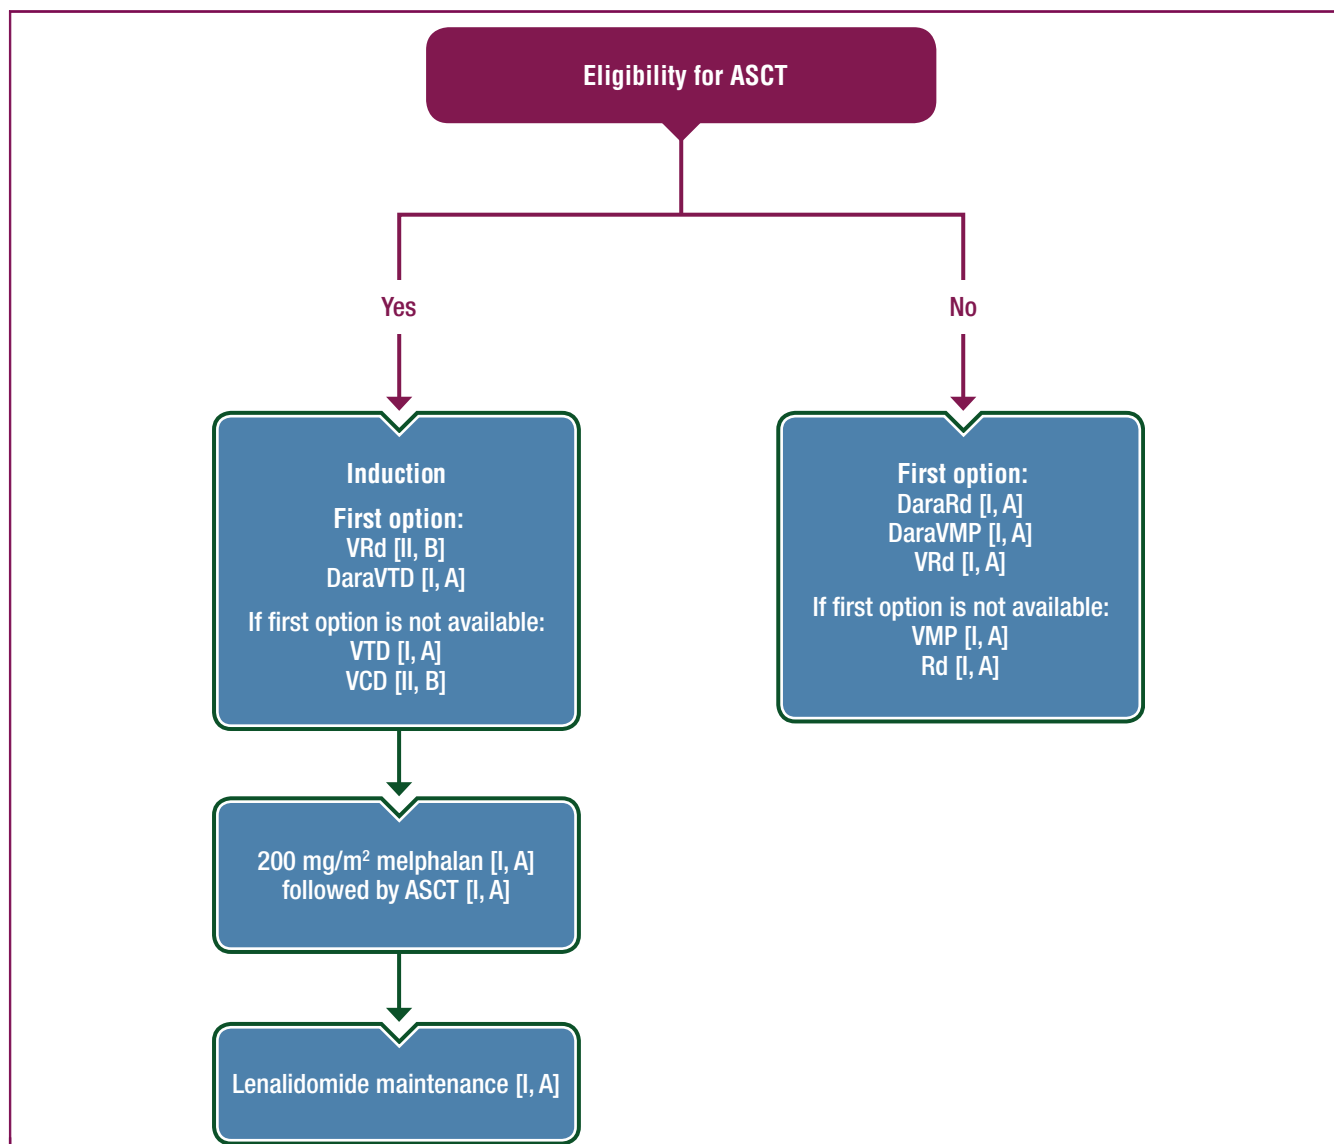 Eligibility for ASCT
Yes
No
Induction
First option:
VRd [II, B]
DaraVTD [I, A]
If first option is not available:
VTD [I, A]
VCD [II, B]
First option:
DaraRd [I, A]
DaraVMP [I, A]
VRd [I, A]
If first option is not available:
VMP [I, A]
Rd [I, A]
200 mg/m² melphalan [I, A]
followed by ASCT [I, A]
Lenalidomide maintenance [I, A]